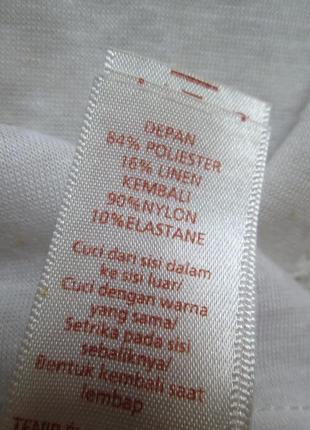 DEPAN
84% POLIESTER
16% LINEN
KEMBALI
90%NYLON
10%ELASTANE
Cuci dari sisi dalam
ke sisi luar/
Cuci dengan warna
yang sama/
Setrika pada sisi
sebaliknya/
Bentuk kembali saat
lembap